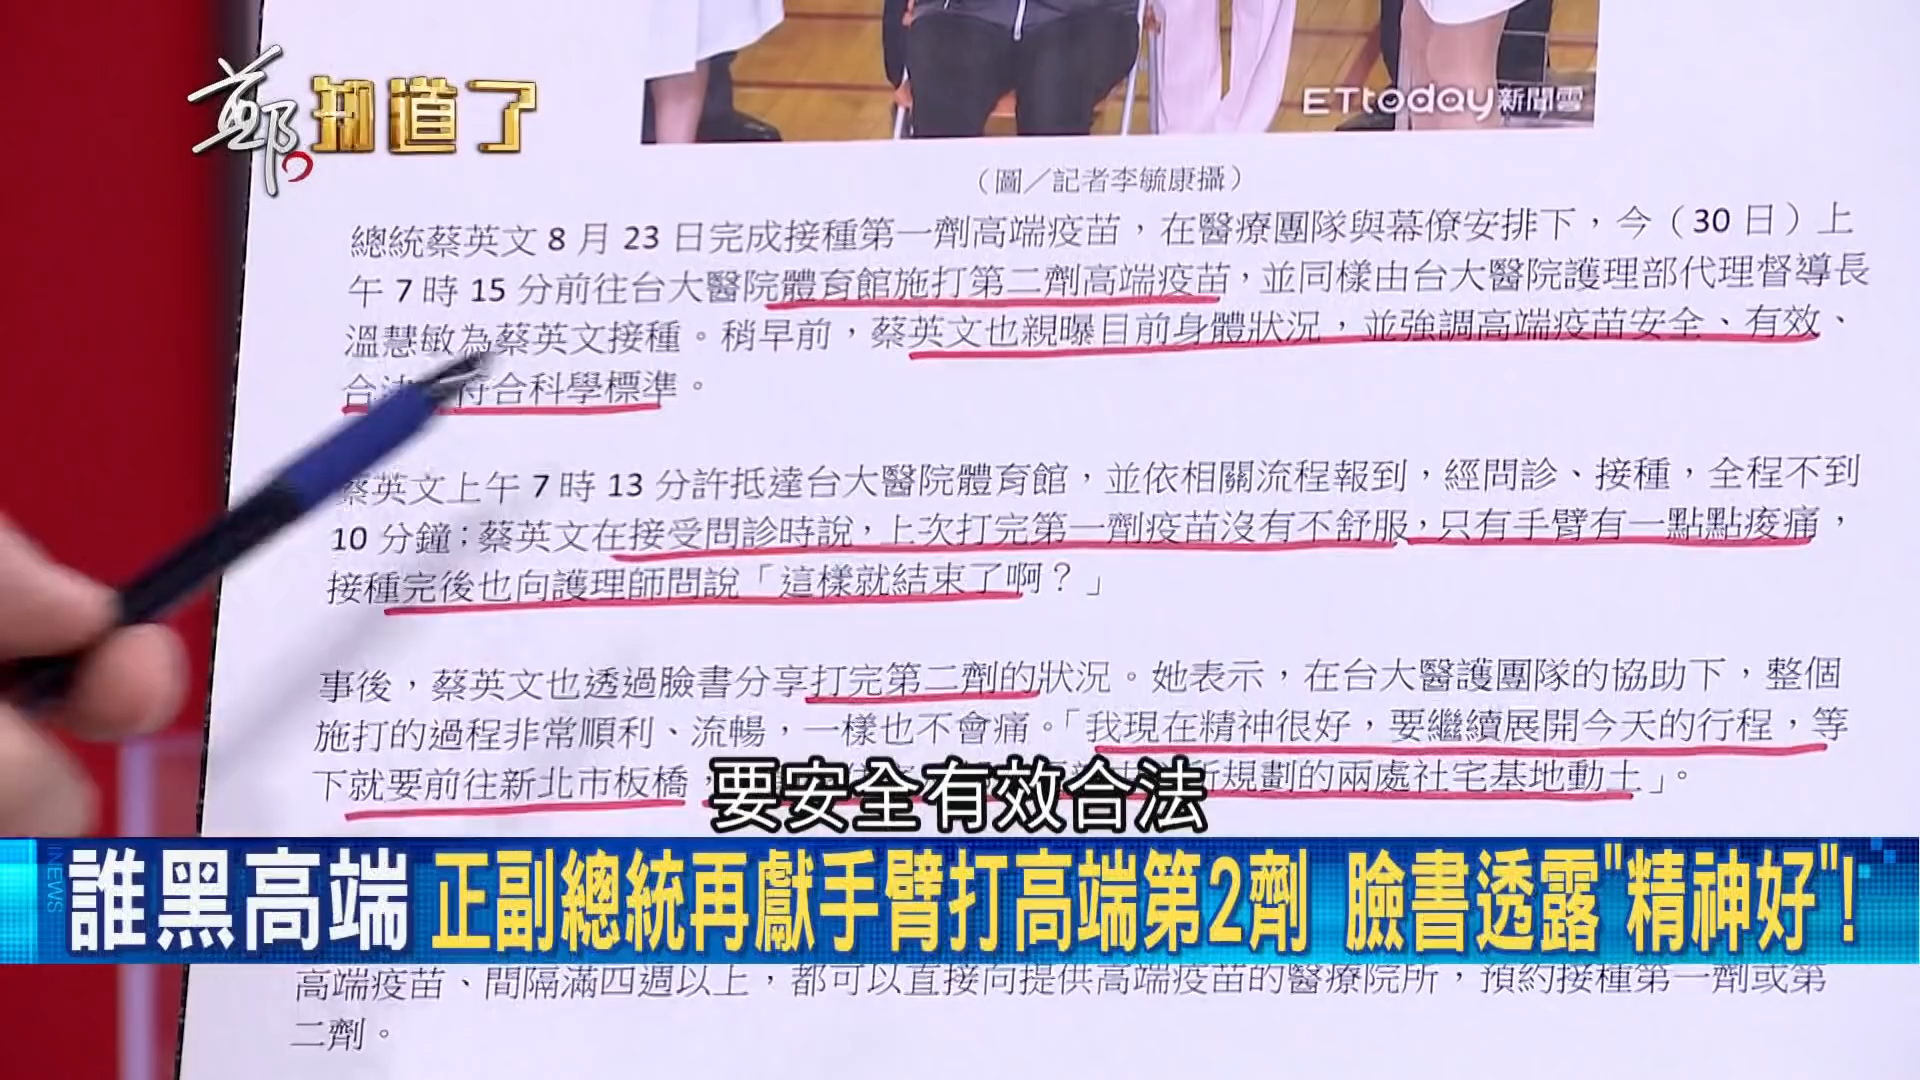 鄭知道了
ETtoday新聞雲
（圖／記者李毓康攝）
總統蔡英文 8 月 23 日完成接種第一劑高端疫苗，在醫療團隊與幕僚安排下，今（30 日）上
午 7 時 15 分前往台大醫院體育館施打第二劑高端疫苗，並同樣由台大醫院護理部代理督導長
溫慧敏為蔡英文接種。稍早前，蔡英文也親曝目前身體狀況，並強調高端疫苗安全、有效、
合法 符合科學標準。
蔡英文上午 7 時 13 分許抵達台大醫院體育館，並依相關流程報到，經問診、接種，全程不到
10 分鐘；蔡英文在接受問診時說，上次打完第一劑疫苗沒有不舒服，只有手臂有一點點痠痛，
接種完後也向護理師問說「這樣就結束了啊？」
事後，蔡英文也透過臉書分享打完第二劑的狀況。她表示，在台大醫護團隊的協助下，整個
施打的過程非常順利、流暢，一樣也不會痛。「我現在精神很好，要繼續展開今天的行程，等
下就要前往新北市板橋， 所規劃的兩處社宅基地動土」。
要安全有效合法
INEWS
誰黑高端 正副總統再獻手臂打高端第2劑 臉書透露"精神好"!
高端疫苗、間隔滿四週以上，都可以直接向提供高端疫苗的醫療院所，預約接種第一劑或第
二劑。